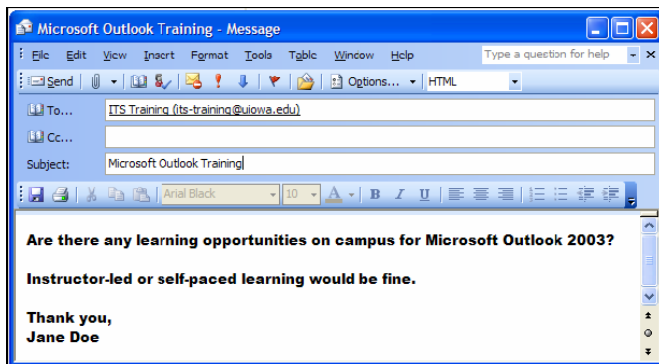 Microsoft Outlook Training - Message
File Edit View Insert Format Tools Table Window Help Type a question for help
Send Options... HTML
To... ITS Training (its-training@uiowa.edu)
Cc...
Subject: Microsoft Outlook Training
Arial Black 10 A B I U
Are there any learning opportunities on campus for Microsoft Outlook 2003?
Instructor-led or self-paced learning would be fine.
Thank you,
Jane Doe